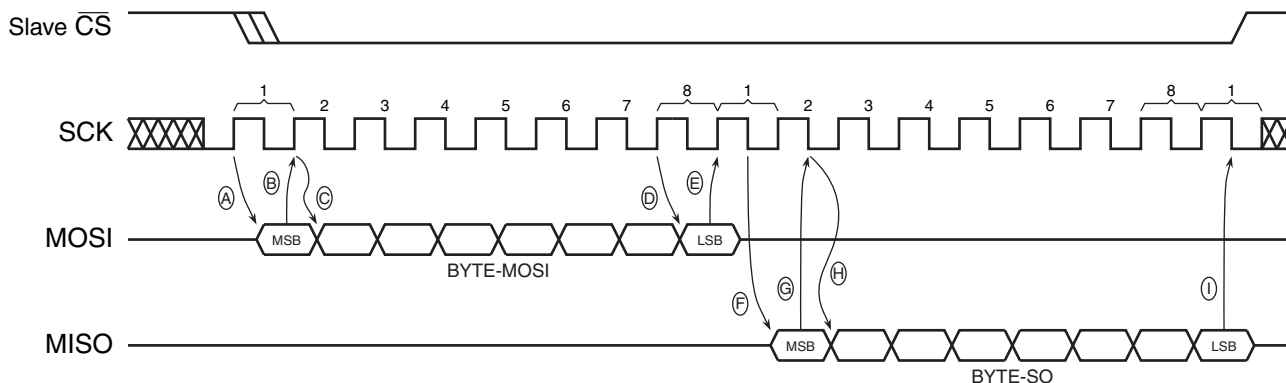 Slave CS
1 2 3 4 5 6 7 8 1 2 3 4 5 6 7 8 1
SCK
A B C D E
MOSI MSB LSB
BYTE-MOSI
F G H I
MISO MSB LSB
BYTE-SO